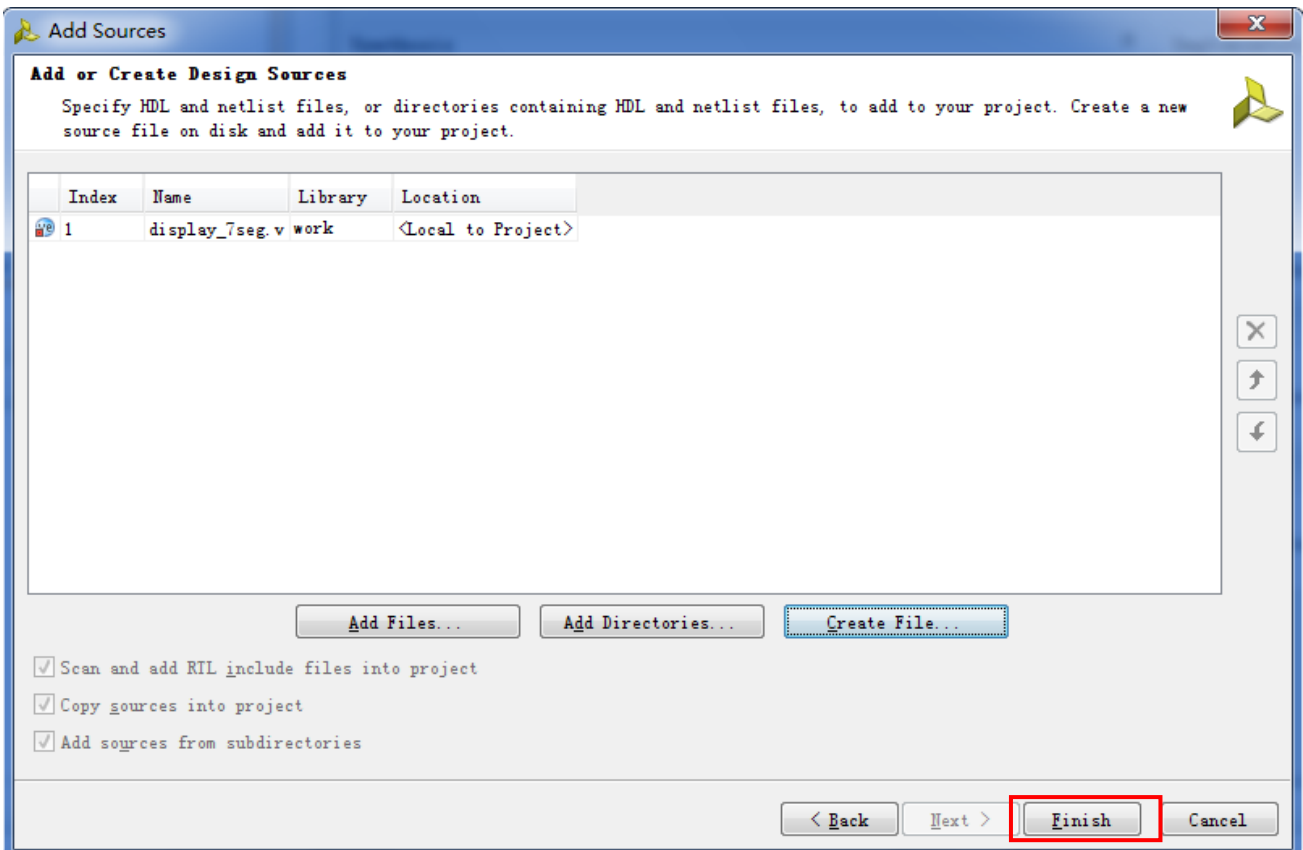 Add Sources
Add or Create Design Sources
Specify HDL and netlist files, or directories containing HDL and netlist files, to add to your project. Create a new
source file on disk and add it to your project.
Index Name Library Location
1 display_7seg.v work <Local to Project>
Add Files... Add Directories... Create File...
Scan and add RTL include files into project
Copy sources into project
Add sources from subdirectories
< Back Next > Finish Cancel